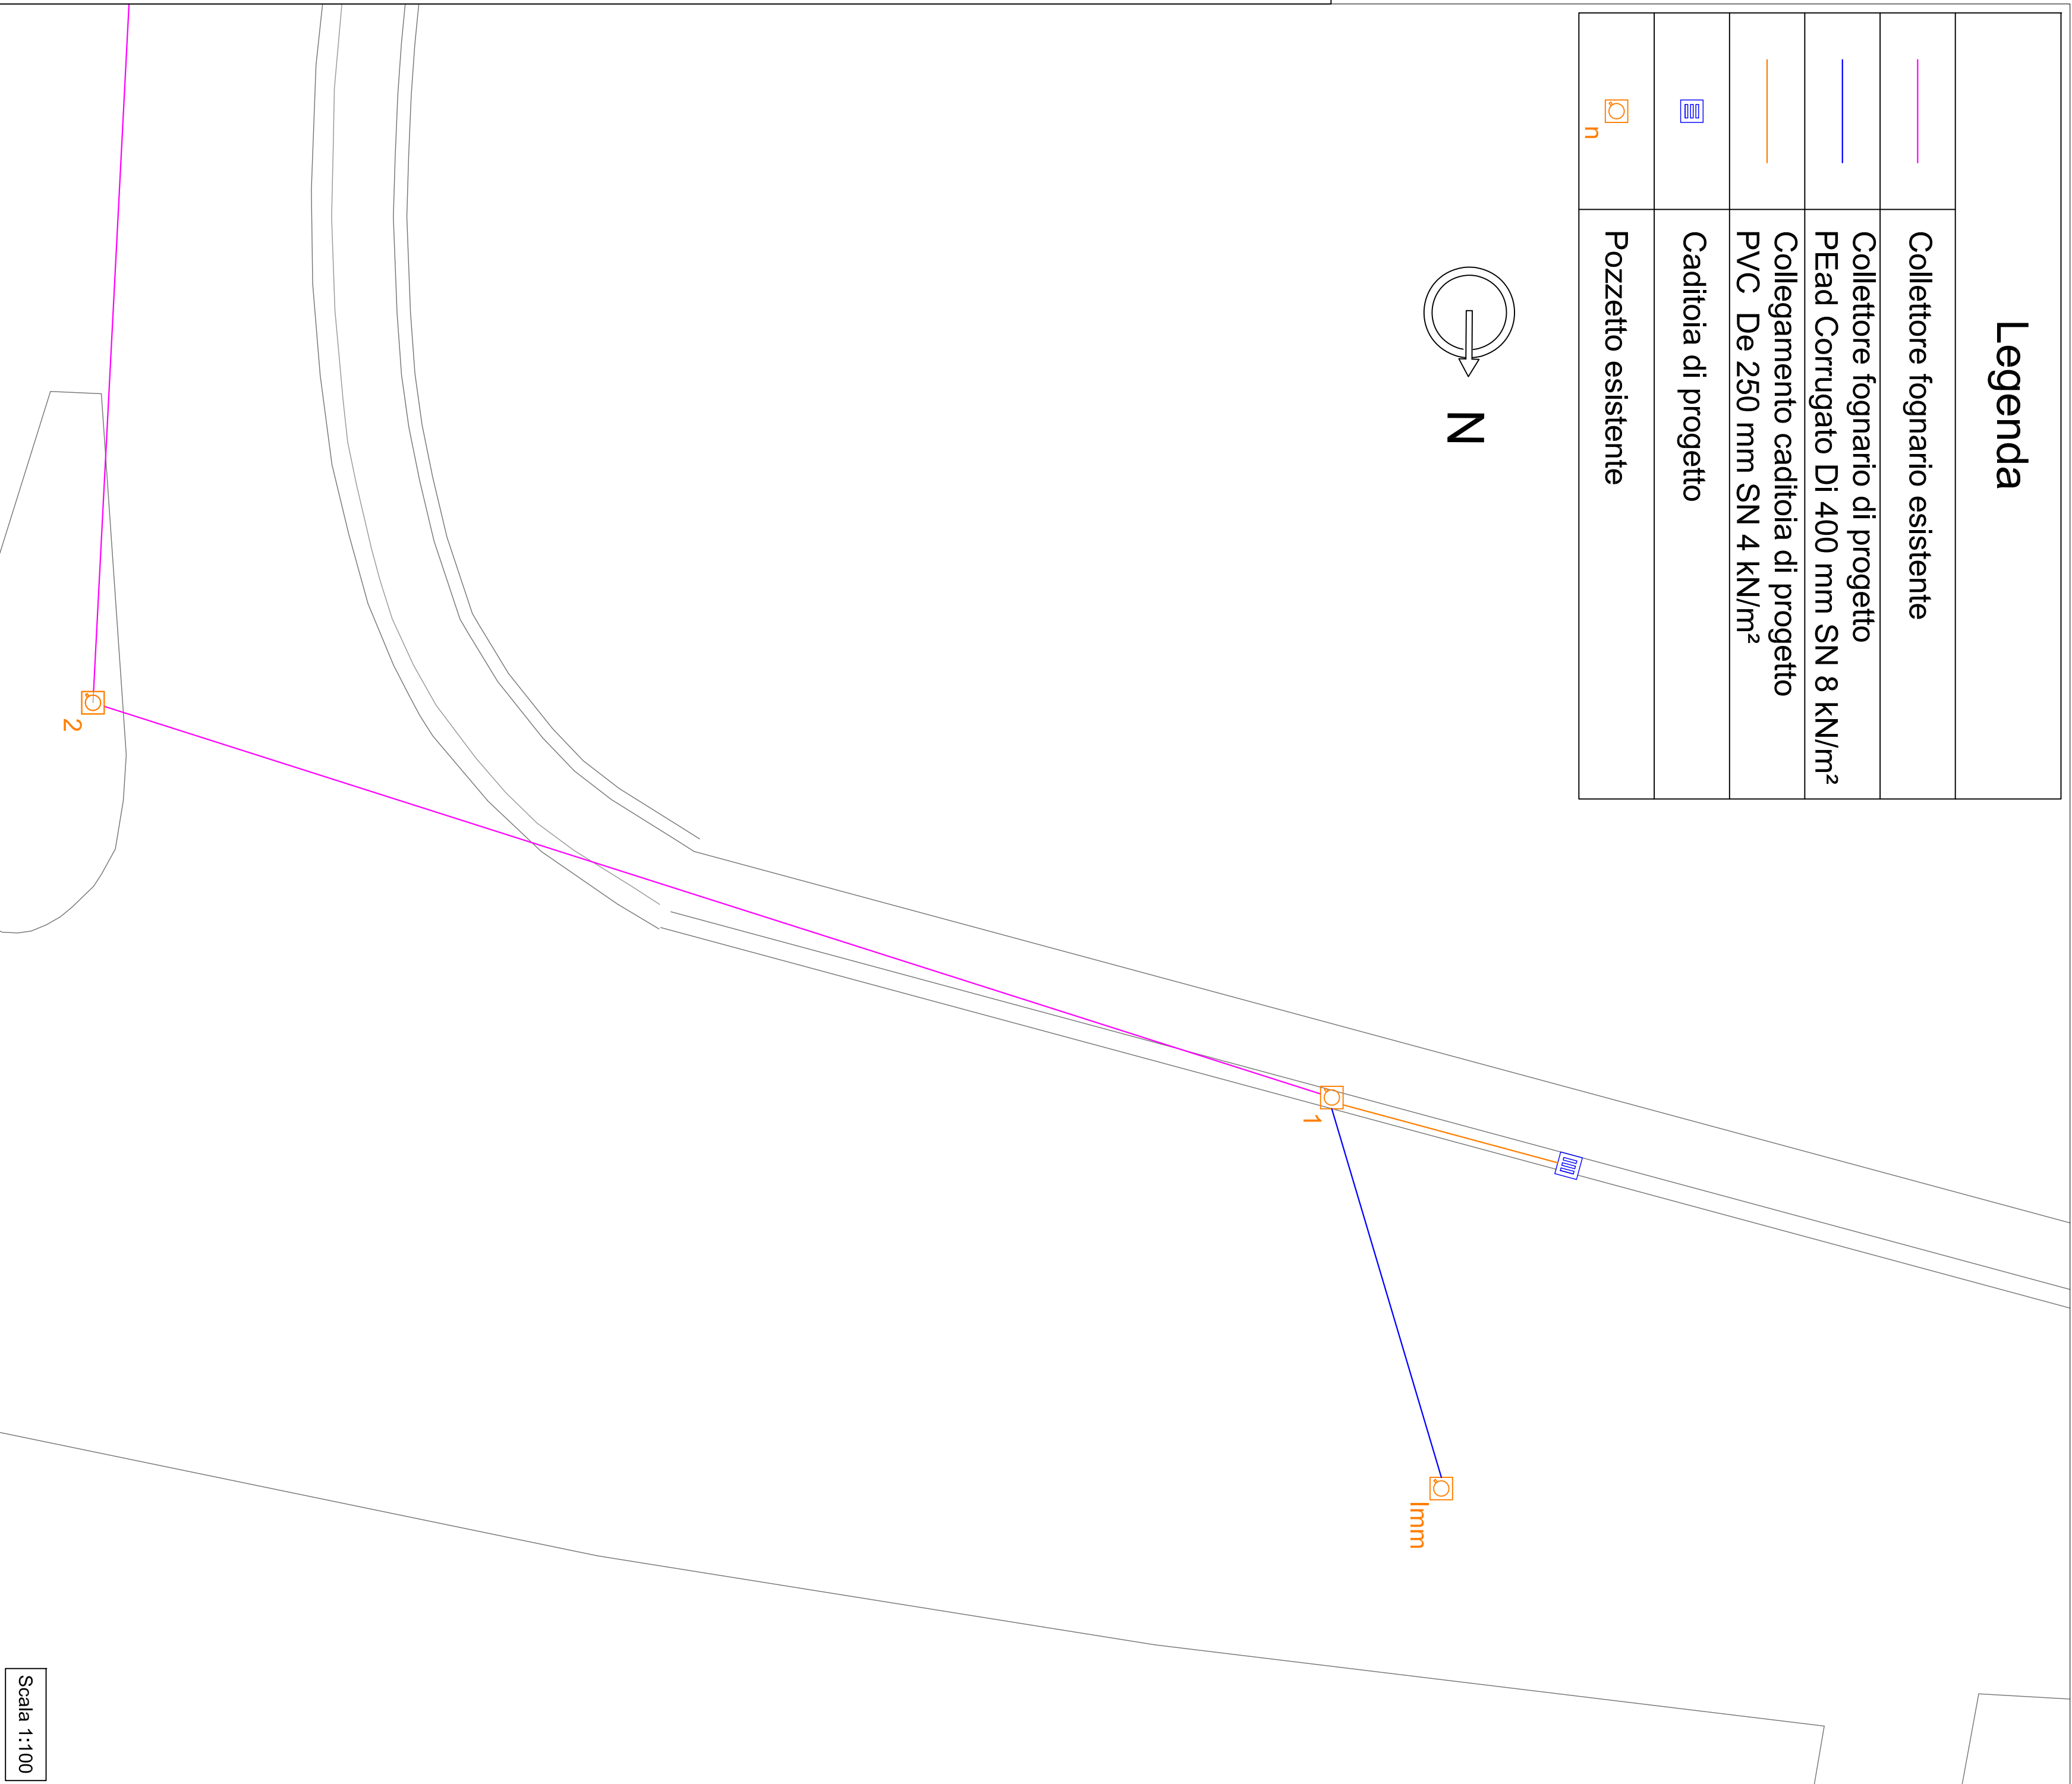 Legenda
Collettore fognario esistente
Collettore fognario di progetto
PEad Corrugato Di 400 mm SN 8 kN/m²
Collegamento caditoia di progetto
PVC De 250 mm SN 4 kN/m²
Caditoia di progetto
n
Pozzetto esistente
N
2
1
Imm
Scala 1:100